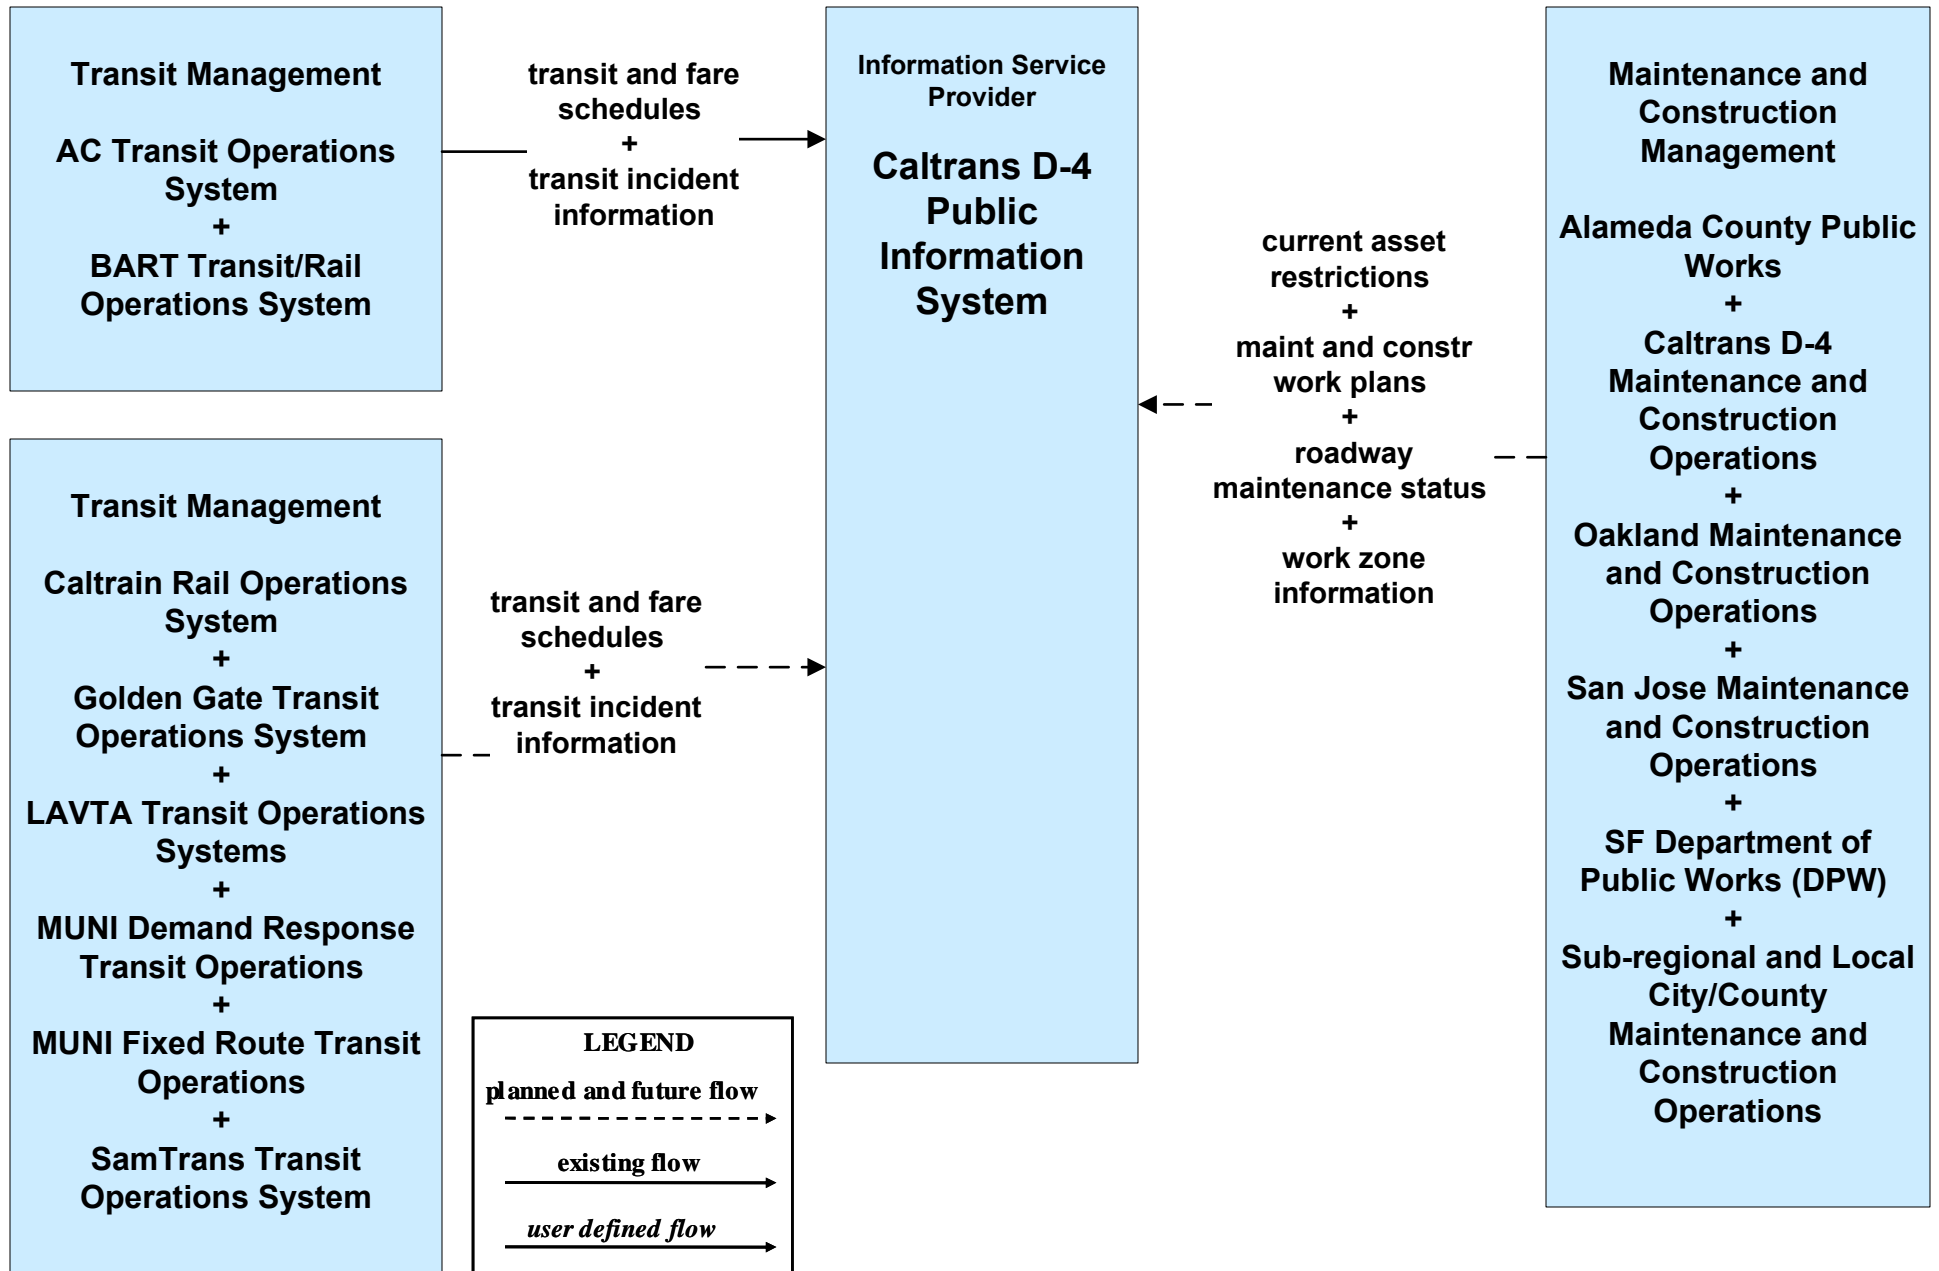 Transit Management
AC Transit Operations
System
+
BART Transit/Rail
Operations System
transit and fare
schedules
+
transit incident
information
Information Service
Provider
Caltrans D-4
Public
Information
System
current asset
restrictions
+
maint and constr
work plans
+
roadway
maintenance status
+
work zone
information
Maintenance and
Construction
Management
Alameda County Public
Works
+
Caltrans D-4
Maintenance and
Construction
Operations
+
Oakland Maintenance
and Construction
Operations
+
San Jose Maintenance
and Construction
Operations
+
SF Department of
Public Works (DPW)
+
Sub-regional and Local
City/County
Maintenance and
Construction
Operations
Transit Management
Caltrain Rail Operations
System
+
Golden Gate Transit
Operations System
+
LAVTA Transit Operations
Systems
+
MUNI Demand Response
Transit Operations
+
MUNI Fixed Route Transit
Operations
+
SamTrans Transit
Operations System
transit and fare
schedules
+
transit incident
information
LEGEND
planned and future flow
existing flow
user defined flow